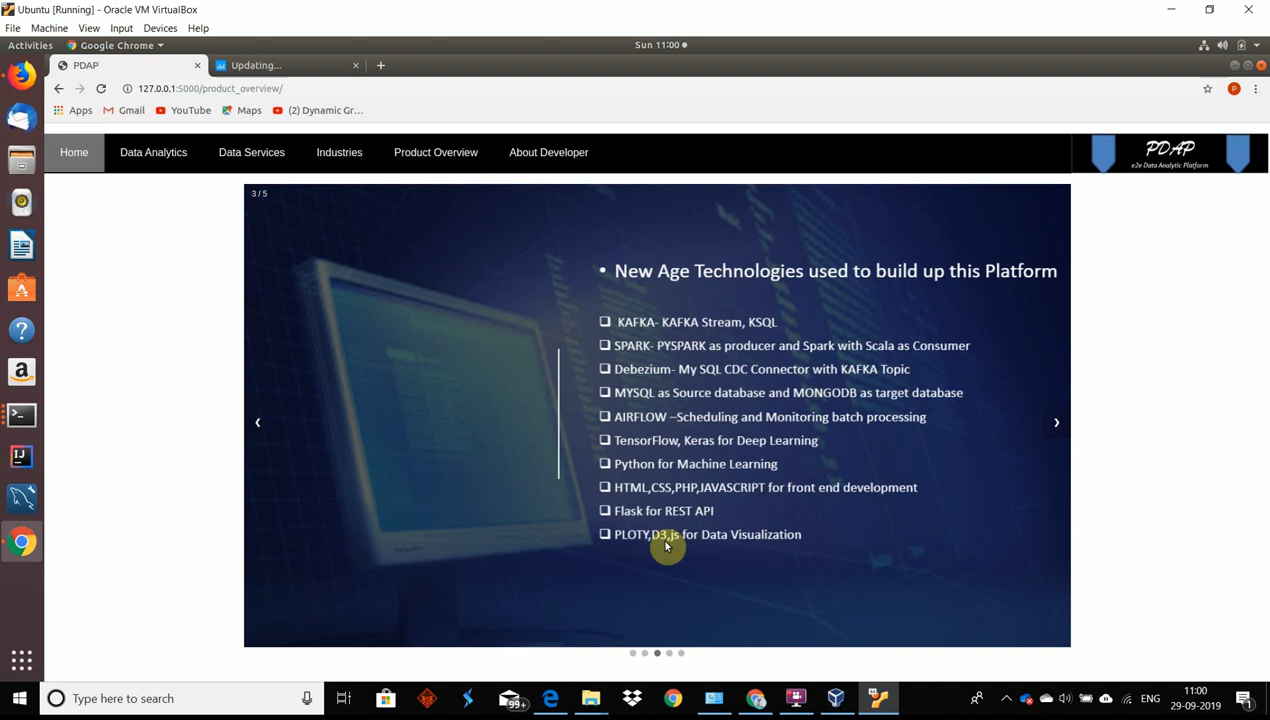 Ubuntu [Running] - Oracle VM VirtualBox
File Machine View Input Devices Help
Activities Google Chrome Sun 11:00
PDAP Updating...
127.0.0.1:5000/product_overview/
Apps Gmail YouTube Maps (2) Dynamic Gr...
Home Data Analytics Data Services Industries Product Overview About Developer
PDAP
e2e Data Analytic Platform
3 / 5
• New Age Technologies used to build up this Platform
KAFKA- KAFKA Stream, KSQL
SPARK- PYSPARK as producer and Spark with Scala as Consumer
Debezium- My SQL CDC Connector with KAFKA Topic
MYSQL as Source database and MONGODB as target database
AIRFLOW –Scheduling and Monitoring batch processing
TensorFlow, Keras for Deep Learning
Python for Machine Learning
HTML,CSS,PHP,JAVASCRIPT for front end development
Flask for REST API
PLOTY,D3,js for Data Visualization
Type here to search
99+
ENG
11:00
29-09-2019
1